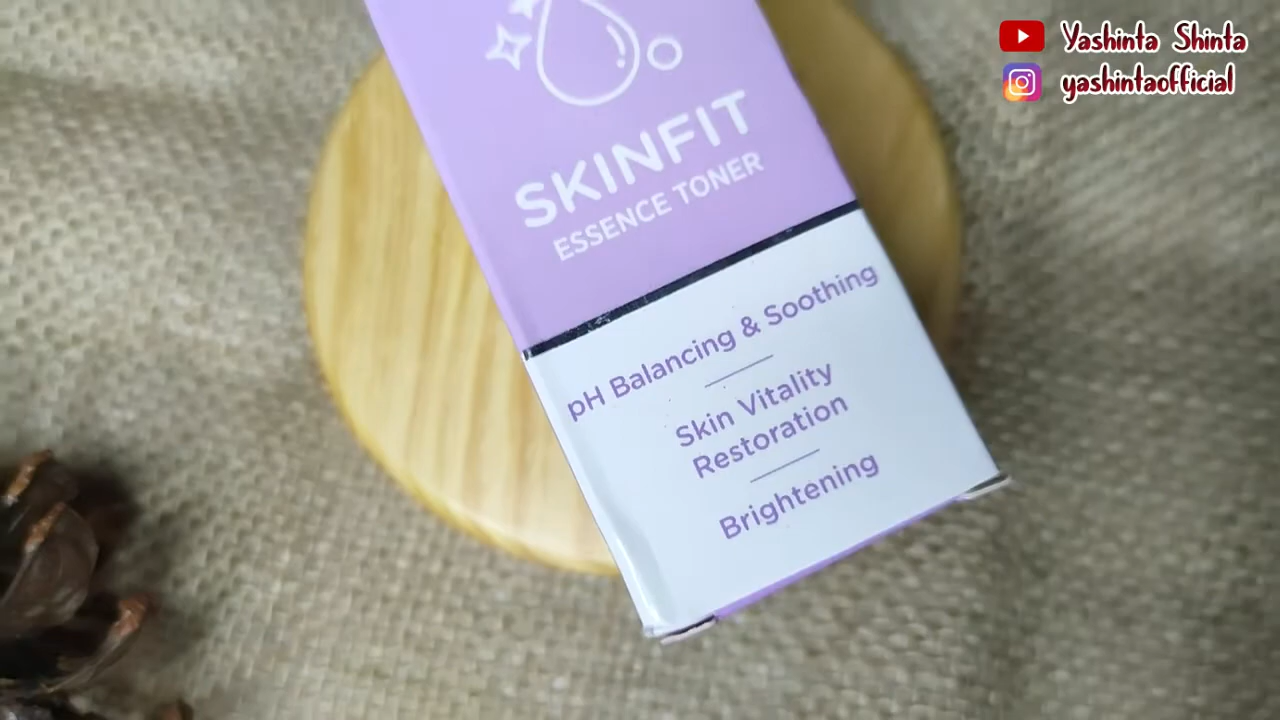 Yashinta Shinta
yashintaofficial
SKINFIT
ESSENCE TONER
pH Balancing & Soothing
Skin Vitality
Restoration
Brightening